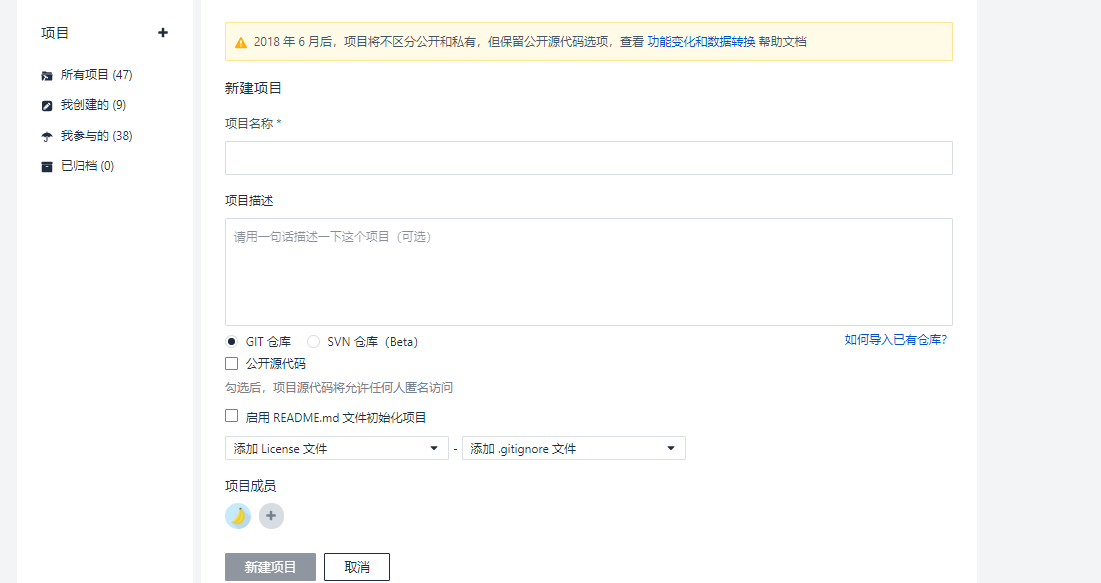 项目
所有项目 (47)
我创建的 (9)
我参与的 (38)
已归档 (0)
2018 年 6 月后，项目将不区分公开和私有，但保留公开源代码选项，查看 功能变化和数据转换 帮助文档
新建项目
项目名称 *
项目描述
请用一句话描述一下这个项目（可选）
GIT 仓库 SVN 仓库（Beta） 如何导入已有仓库?
公开源代码
勾选后，项目源代码将允许任何人匿名访问
启用 README.md 文件初始化项目
添加 License 文件 - 添加 .gitignore 文件
项目成员
新建项目 取消